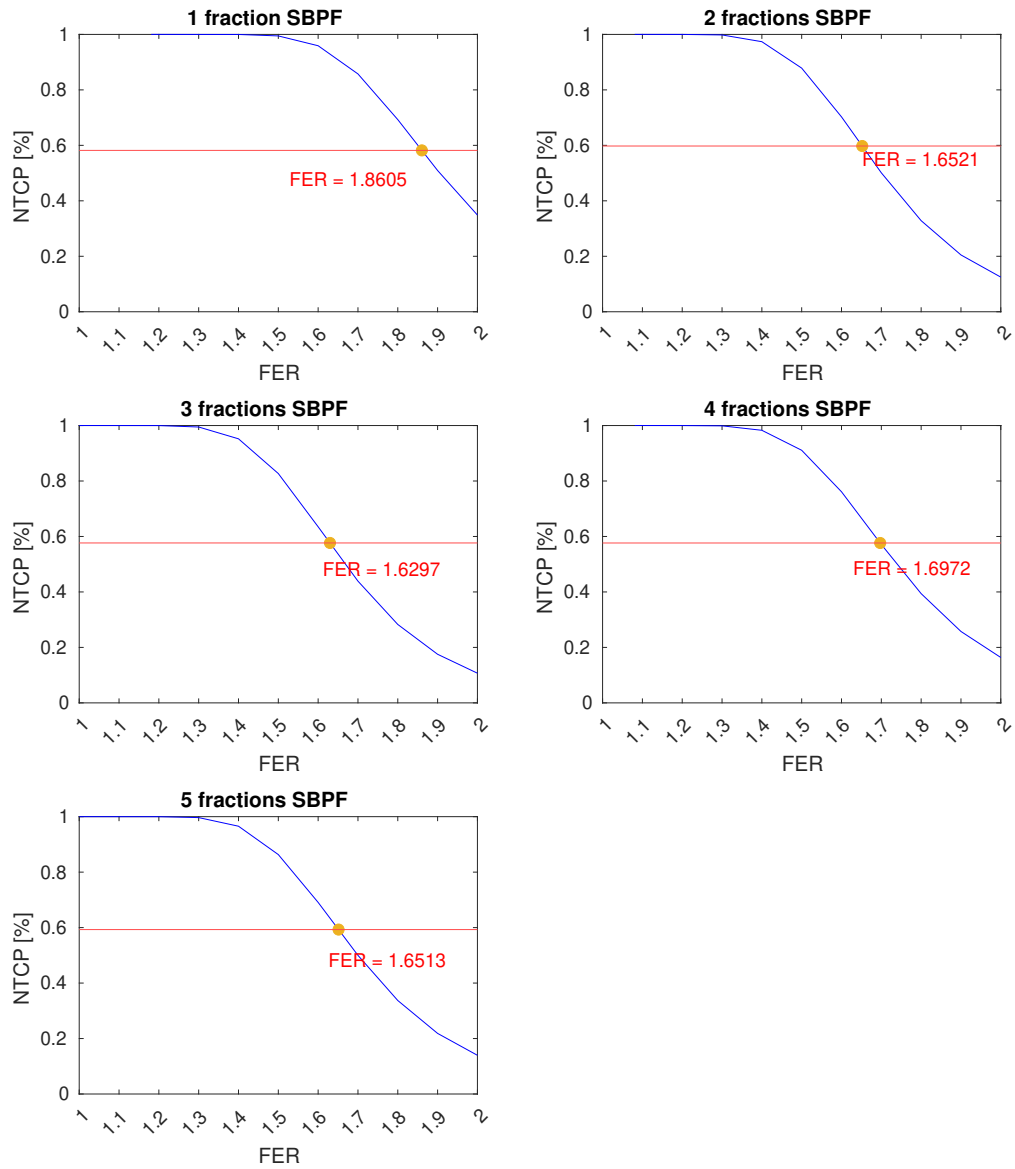 1 fraction SBPF
1
0.8
0.6
0.4
0.2
0
NTCP [%]
FER = 1.8605
1 1.1 1.2 1.3 1.4 1.5 1.6 1.7 1.8 1.9 2
FER
2 fractions SBPF
1
0.8
0.6
0.4
0.2
0
NTCP [%]
FER = 1.6521
1 1.1 1.2 1.3 1.4 1.5 1.6 1.7 1.8 1.9 2
FER
3 fractions SBPF
1
0.8
0.6
0.4
0.2
0
NTCP [%]
FER = 1.6297
1 1.1 1.2 1.3 1.4 1.5 1.6 1.7 1.8 1.9 2
FER
4 fractions SBPF
1
0.8
0.6
0.4
0.2
0
NTCP [%]
FER = 1.6972
1 1.1 1.2 1.3 1.4 1.5 1.6 1.7 1.8 1.9 2
FER
5 fractions SBPF
1
0.8
0.6
0.4
0.2
0
NTCP [%]
FER = 1.6513
1 1.1 1.2 1.3 1.4 1.5 1.6 1.7 1.8 1.9 2
FER